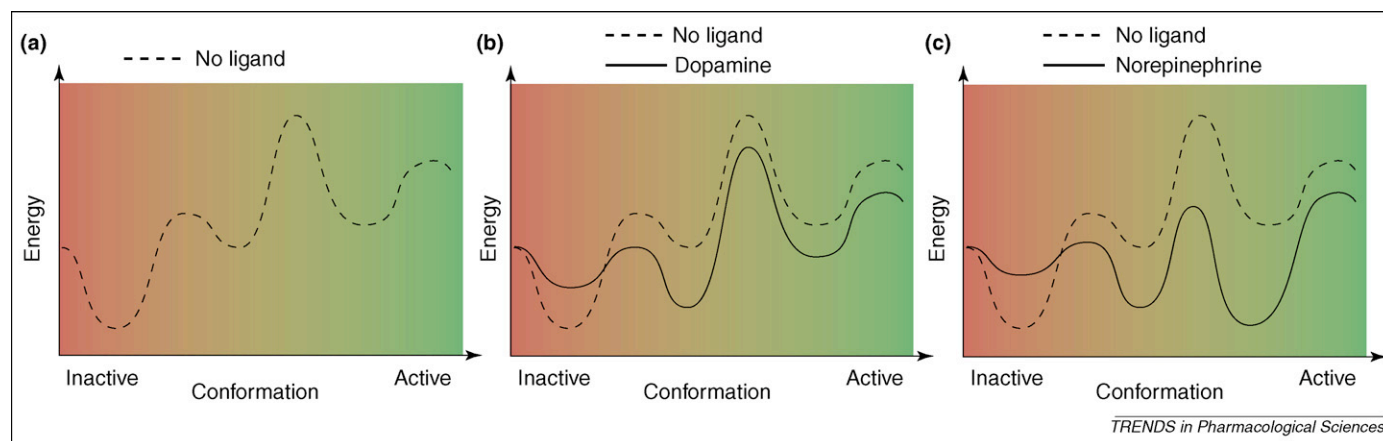 (a)
No ligand
Energy
Inactive
Active
Conformation
(b)
No ligand
Dopamine
Energy
Inactive
Active
Conformation
(c)
No ligand
Norepinephrine
Energy
Inactive
Active
Conformation
TRENDS in Pharmacological Sciences